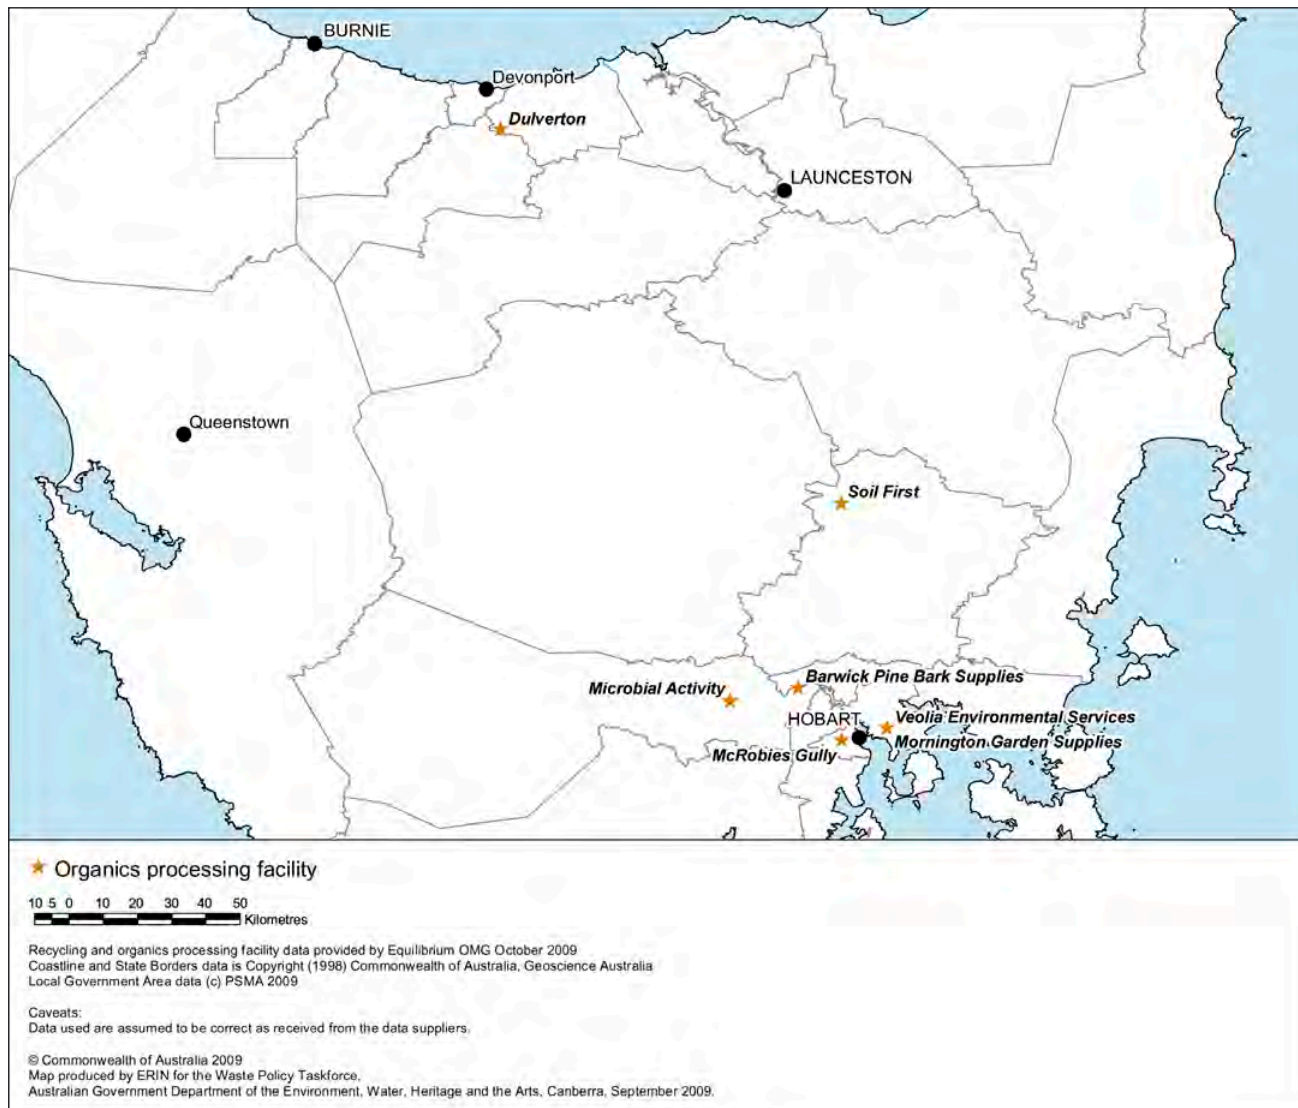 BURNIE
Devonport
Dulverton
LAUNCESTON
Queenstown
Soil First
Barwick Pine Bark Supplies
Microbial Activity
HOBART
Veolia Environmental Services
Mornington Garden Supplies
McRobies Gully
Organics processing facility
10 5 0 10 20 30 40 50
Kilometres
Recycling and organics processing facility data provided by Equilibrium OMG October 2009
Coastline and State Borders data is Copyright (1998) Commonwealth of Australia, Geoscience Australia
Local Government Area data (c) PSMA 2009
Caveats:
Data used are assumed to be correct as received from the data suppliers.
© Commonwealth of Australia 2009
Map produced by ERIN for the Waste Policy Taskforce,
Australian Government Department of the Environment, Water, Heritage and the Arts, Canberra, September 2009.